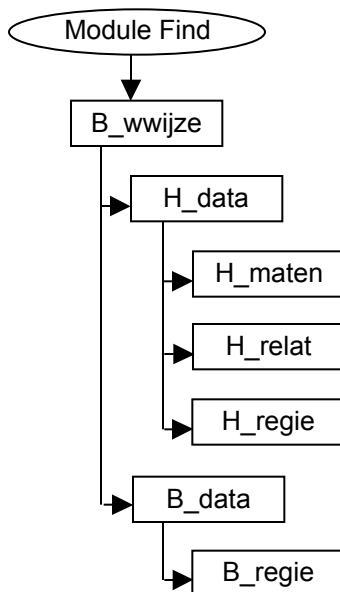 Module Find
B_wwijze
H_data
H_maten
H_relat
H_regie
B_data
B_regie